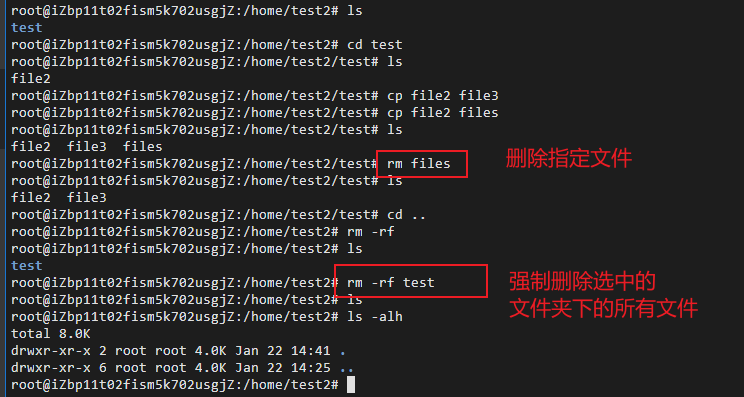 root@iZbp11t02fism5k702usgjZ:/home/test2# ls
test
root@iZbp11t02fism5k702usgjZ:/home/test2# cd test
root@iZbp11t02fism5k702usgjZ:/home/test2/test# ls
file2
root@iZbp11t02fism5k702usgjZ:/home/test2/test# cp file2 file3
root@iZbp11t02fism5k702usgjZ:/home/test2/test# cp file2 files
root@iZbp11t02fism5k702usgjZ:/home/test2/test# ls
file2  file3  files
root@iZbp11t02fism5k702usgjZ:/home/test2/test# rm files
删除指定文件
root@iZbp11t02fism5k702usgjZ:/home/test2/test# ls
file2  file3
root@iZbp11t02fism5k702usgjZ:/home/test2/test# cd ..
root@iZbp11t02fism5k702usgjZ:/home/test2# rm -rf
root@iZbp11t02fism5k702usgjZ:/home/test2# ls
test
root@iZbp11t02fism5k702usgjZ:/home/test2# rm -rf test
强制删除选中的
文件夹下的所有文件
root@iZbp11t02fism5k702usgjZ:/home/test2# ls
root@iZbp11t02fism5k702usgjZ:/home/test2# ls -alh
total 8.0K
drwxr-xr-x 2 root root 4.0K Jan 22 14:41 .
drwxr-xr-x 6 root root 4.0K Jan 22 14:25 ..
root@iZbp11t02fism5k702usgjZ:/home/test2#